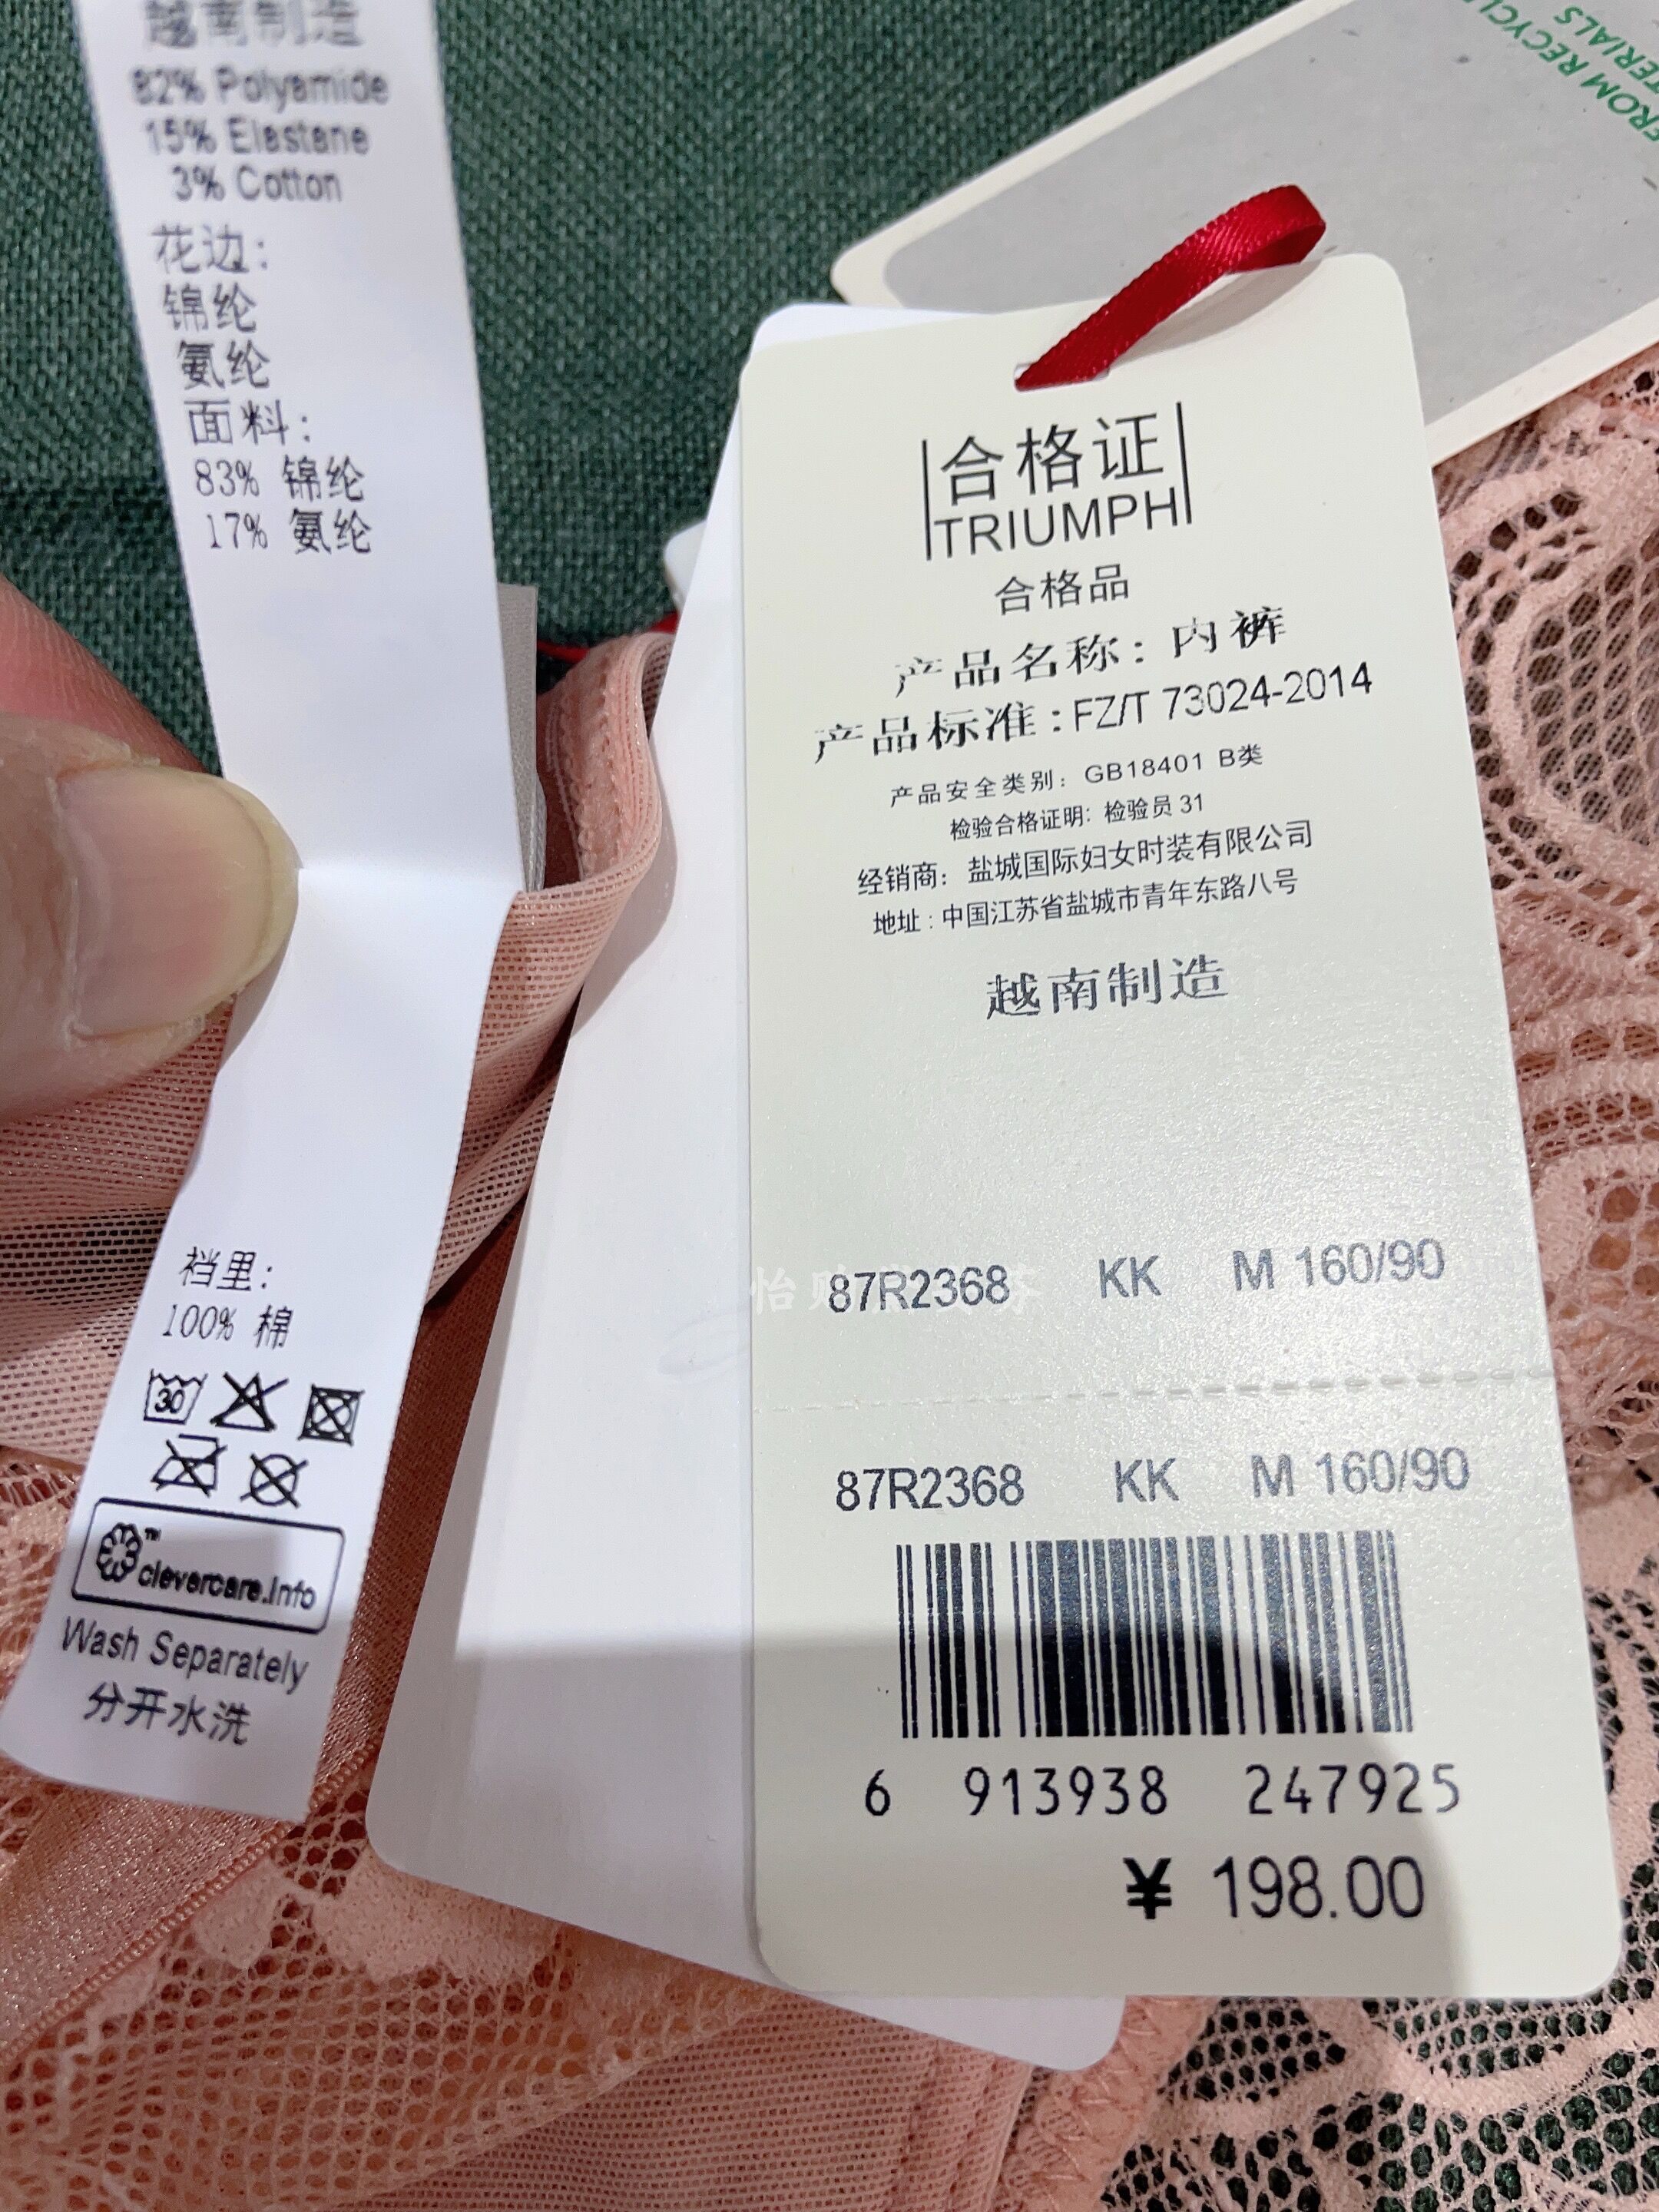 越南制造
82% Polyamide
15% Elastane
3% Cotton
花边:
锦纶
氨纶
面料:
83% 锦纶
17% 氨纶
裆里:
100% 棉
30
clevercare.info
TM
Wash Separately
分开水洗
FROM RECYCL
TERIALS
合格证
TRIUMPH
合格品
产品名称: 内裤
产品标准:FZ/T 73024-2014
产品安全类别: GB18401 B类
检验合格证明: 检验员 31
经销商: 盐城国际妇女时装有限公司
地址:中国江苏省盐城市青年东路八号
越南制造
87R2368 KK M 160/90
87R2368 KK M 160/90
6 913938 247925
¥ 198.00